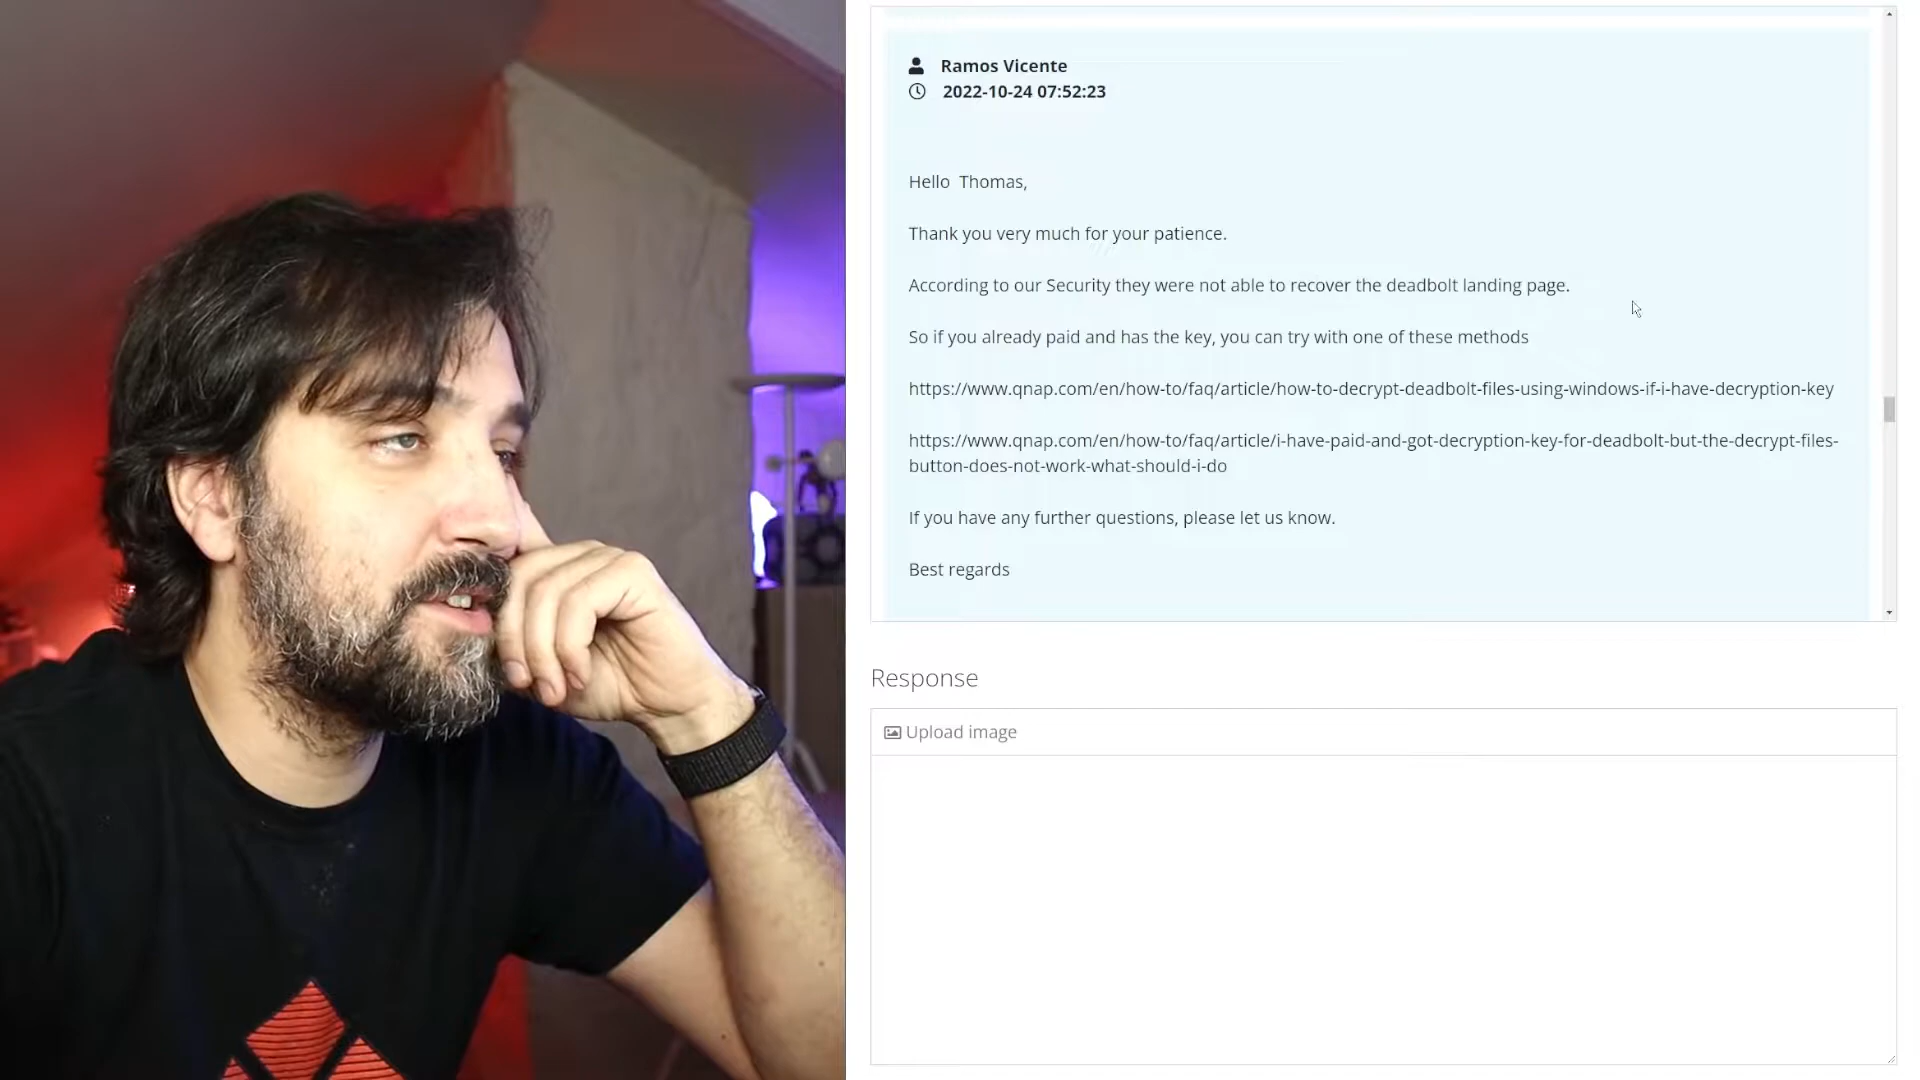 Ramos Vicente
2022-10-24 07:52:23
Hello  Thomas,
Thank you very much for your patience.
According to our Security they were not able to recover the deadbolt landing page.
So if you already paid and has the key, you can try with one of these methods
https://www.qnap.com/en/how-to/faq/article/how-to-decrypt-deadbolt-files-using-windows-if-i-have-decryption-key
https://www.qnap.com/en/how-to/faq/article/i-have-paid-and-got-decryption-key-for-deadbolt-but-the-decrypt-files-
button-does-not-work-what-should-i-do
If you have any further questions, please let us know.
Best regards
Response
Upload image